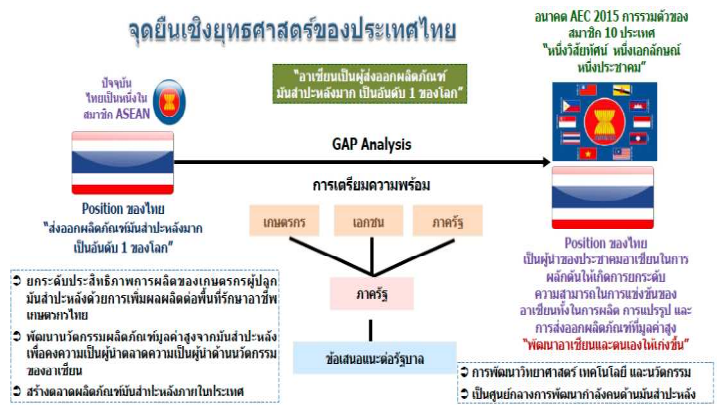 จุดยืนเชิงยุทธศาสตร์ของประเทศไทย
อนาคต AEC 2015 การรวมตัวของ
สมาชิก 10 ประเทศ
“หนึ่งวิสัยทัศน์ หนึ่งเอกลักษณ์
หนึ่งประชาคม”
“อาเซียนเป็นผู้ส่งออกผลิตภัณฑ์
มันสำปะหลังมาก เป็นอันดับ 1 ของโลก”
ปัจจุบัน
ไทยเป็นหนึ่งใน
สมาชิก ASEAN
GAP Analysis
การเตรียมความพร้อม
เกษตรกร
เอกชน
ภาครัฐ
ภาครัฐ
ข้อเสนอแนะต่อรัฐบาล
Position ของไทย
“ส่งออกผลิตภัณฑ์มันสำปะหลังมาก
เป็นอันดับ 1 ของโลก”
ยกระดับประสิทธิภาพการผลิตของเกษตรกรผู้ปลูก
มันสำปะหลังด้วยการเพิ่มผลผลิตต่อพื้นที่รักษาอาชีพ
เกษตรกรไทย
พัฒนานวัตกรรมผลิตภัณฑ์มูลค่าสูงจากมันสำปะหลัง
เพื่อคงความเป็นผู้นำตลาดความเป็นผู้นำด้านนวัตกรรม
ของอาเซียน
สร้างตลาดผลิตภัณฑ์มันสำปะหลังภายในประเทศ
Position ของไทย
เป็นผู้นำของประชาคมอาเซียนในการ
ผลักดันให้เกิดการยกระดับ
ความสามารถในการแข่งขันของ
อาเซียนทั้งในการผลิต การแปรรูป และ
การส่งออกผลิตภัณฑ์ที่มีมูลค่าสูง
“พัฒนาอาเซียนและตนเองให้เก่งขึ้น”
การพัฒนาวิทยาศาสตร์ เทคโนโลยี และนวัตกรรม
เป็นศูนย์กลางการพัฒนากำลังคนด้านมันสำปะหลัง